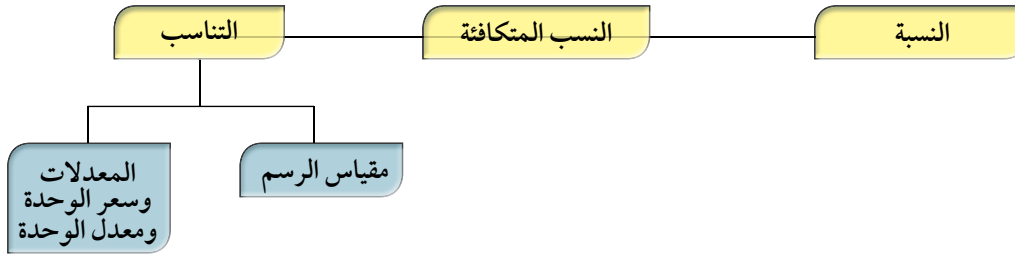 النسبة
النسب المتكافئة
التناسب
مقياس الرسم
المعدلات
وسعر الوحدة
ومعدل الوحدة